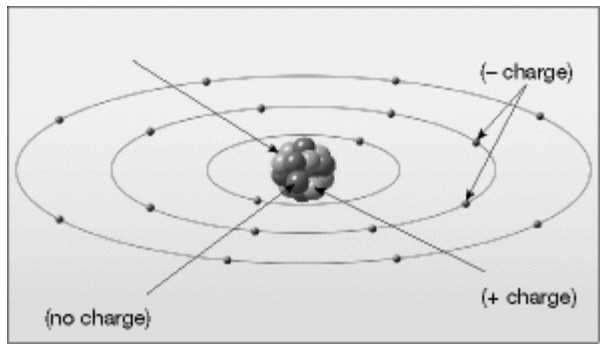 (– charge)
(+ charge)
(no charge)